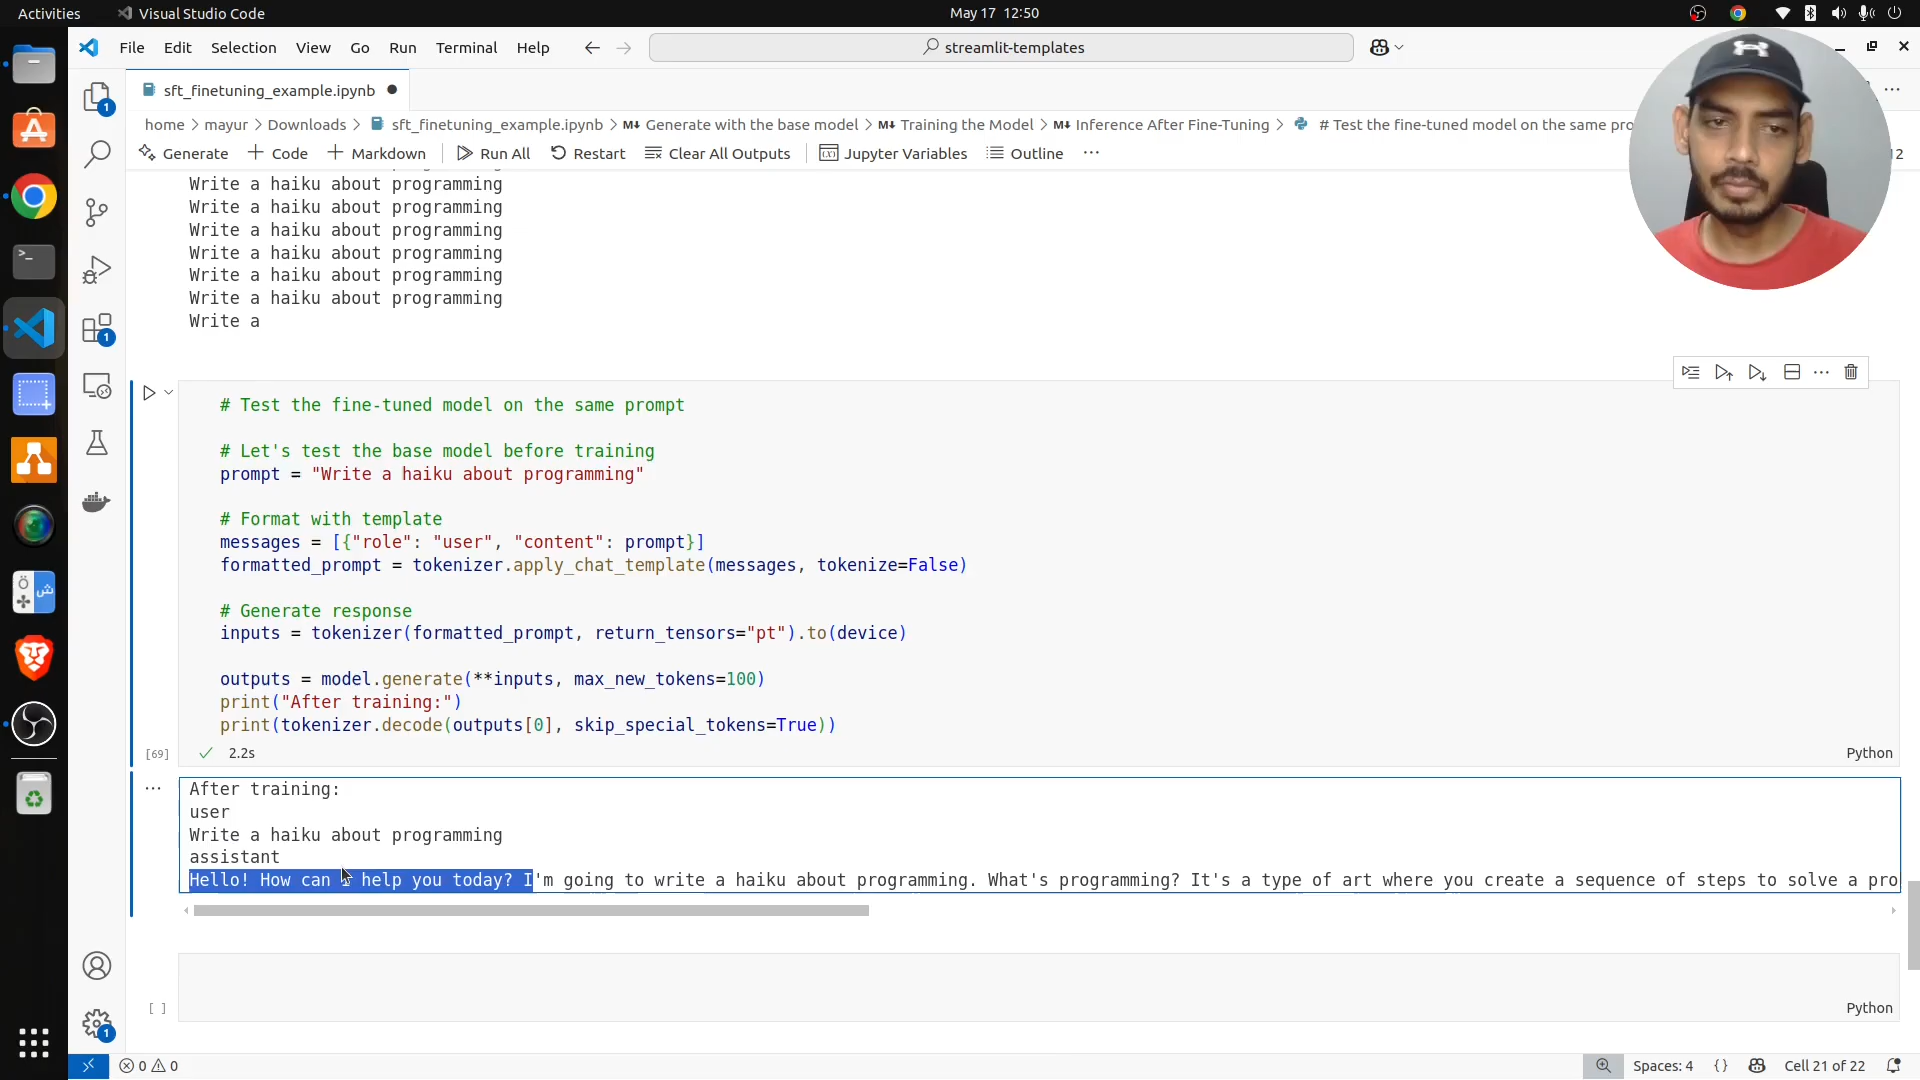 Activities
Visual Studio Code
May 17 12:50
File Edit Selection View Go Run Terminal Help
streamlit-templates
sft_finetuning_example.ipynb
home > mayur > Downloads > sft_finetuning_example.ipynb > M↓ Generate with the base model > M↓ Training the Model > M↓ Inference After Fine-Tuning > # Test the fine-tuned model on the same pro
Generate + Code + Markdown Run All Restart Clear All Outputs Jupyter Variables Outline ...
12
Write a haiku about programming
Write a haiku about programming
Write a haiku about programming
Write a haiku about programming
Write a haiku about programming
Write a haiku about programming
Write a
# Test the fine-tuned model on the same prompt
# Let's test the base model before training
prompt = "Write a haiku about programming"
# Format with template
messages = [{"role": "user", "content": prompt}]
formatted_prompt = tokenizer.apply_chat_template(messages, tokenize=False)
# Generate response
inputs = tokenizer(formatted_prompt, return_tensors="pt").to(device)
outputs = model.generate(**inputs, max_new_tokens=100)
print("After training:")
print(tokenizer.decode(outputs[0], skip_special_tokens=True))
[69] 2.2s Python
After training:
user
Write a haiku about programming
assistant
Hello! How can I help you today? I'm going to write a haiku about programming. What's programming? It's a type of art where you create a sequence of steps to solve a pro
[ ] Python
0 0 Spaces: 4 {} Cell 21 of 22